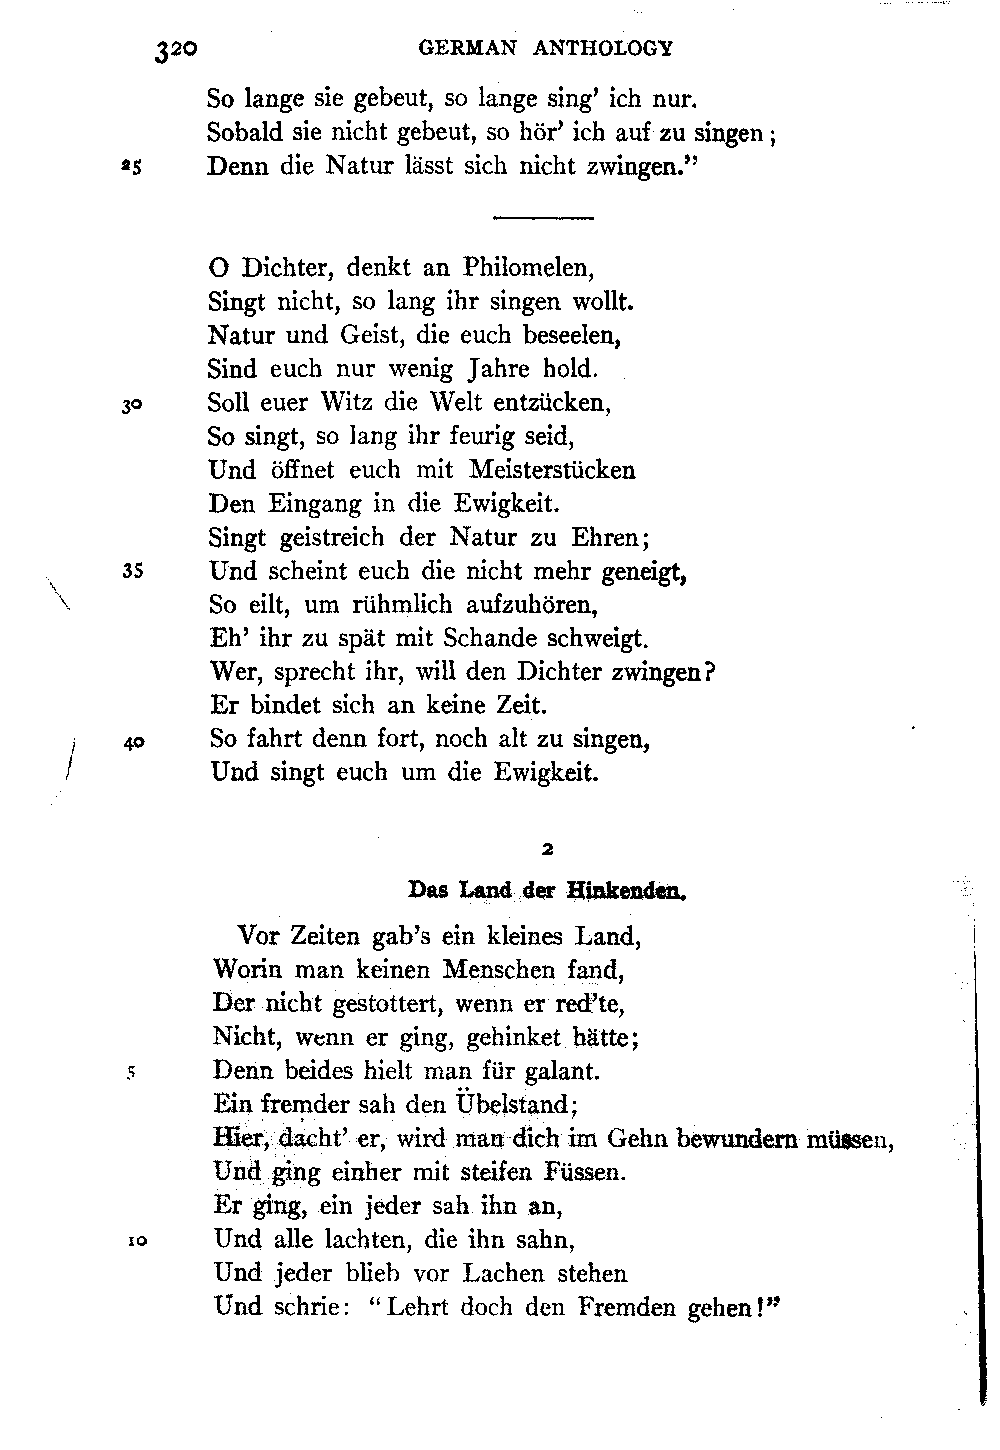 320 GERMAN ANTHOLOGY
So lange sie gebeut, so lange sing’ ich nur.
Sobald sie nicht gebeut, so hör’ ich auf zu singen;
25 Denn die Natur lässt sich nicht zwingen.”
O Dichter, denkt an Philomelen,
Singt nicht, so lang ihr singen wollt.
Natur und Geist, die euch beseelen,
Sind euch nur wenig Jahre hold.
30 Soll euer Witz die Welt entzücken,
So singt, so lang ihr feurig seid,
Und öffnet euch mit Meisterstücken
Den Eingang in die Ewigkeit.
Singt geistreich der Natur zu Ehren;
35 Und scheint euch die nicht mehr geneigt,
So eilt, um rühmlich aufzuhören,
Eh’ ihr zu spät mit Schande schweigt.
Wer, sprecht ihr, will den Dichter zwingen?
Er bindet sich an keine Zeit.
40 So fahrt denn fort, noch alt zu singen,
Und singt euch um die Ewigkeit.
2
Das Land der Hinkenden.
Vor Zeiten gab’s ein kleines Land,
Worin man keinen Menschen fand,
Der nicht gestottert, wenn er red’te,
Nicht, wenn er ging, gehinket hätte;
5 Denn beides hielt man für galant.
Ein fremder sah den Übelstand;
Hier, dacht’ er, wird man dich im Gehn bewundern müssen,
Und ging einher mit steifen Füssen.
Er ging, ein jeder sah ihn an,
10 Und alle lachten, die ihn sahn,
Und jeder blieb vor Lachen stehen
Und schrie: “Lehrt doch den Fremden gehen!”